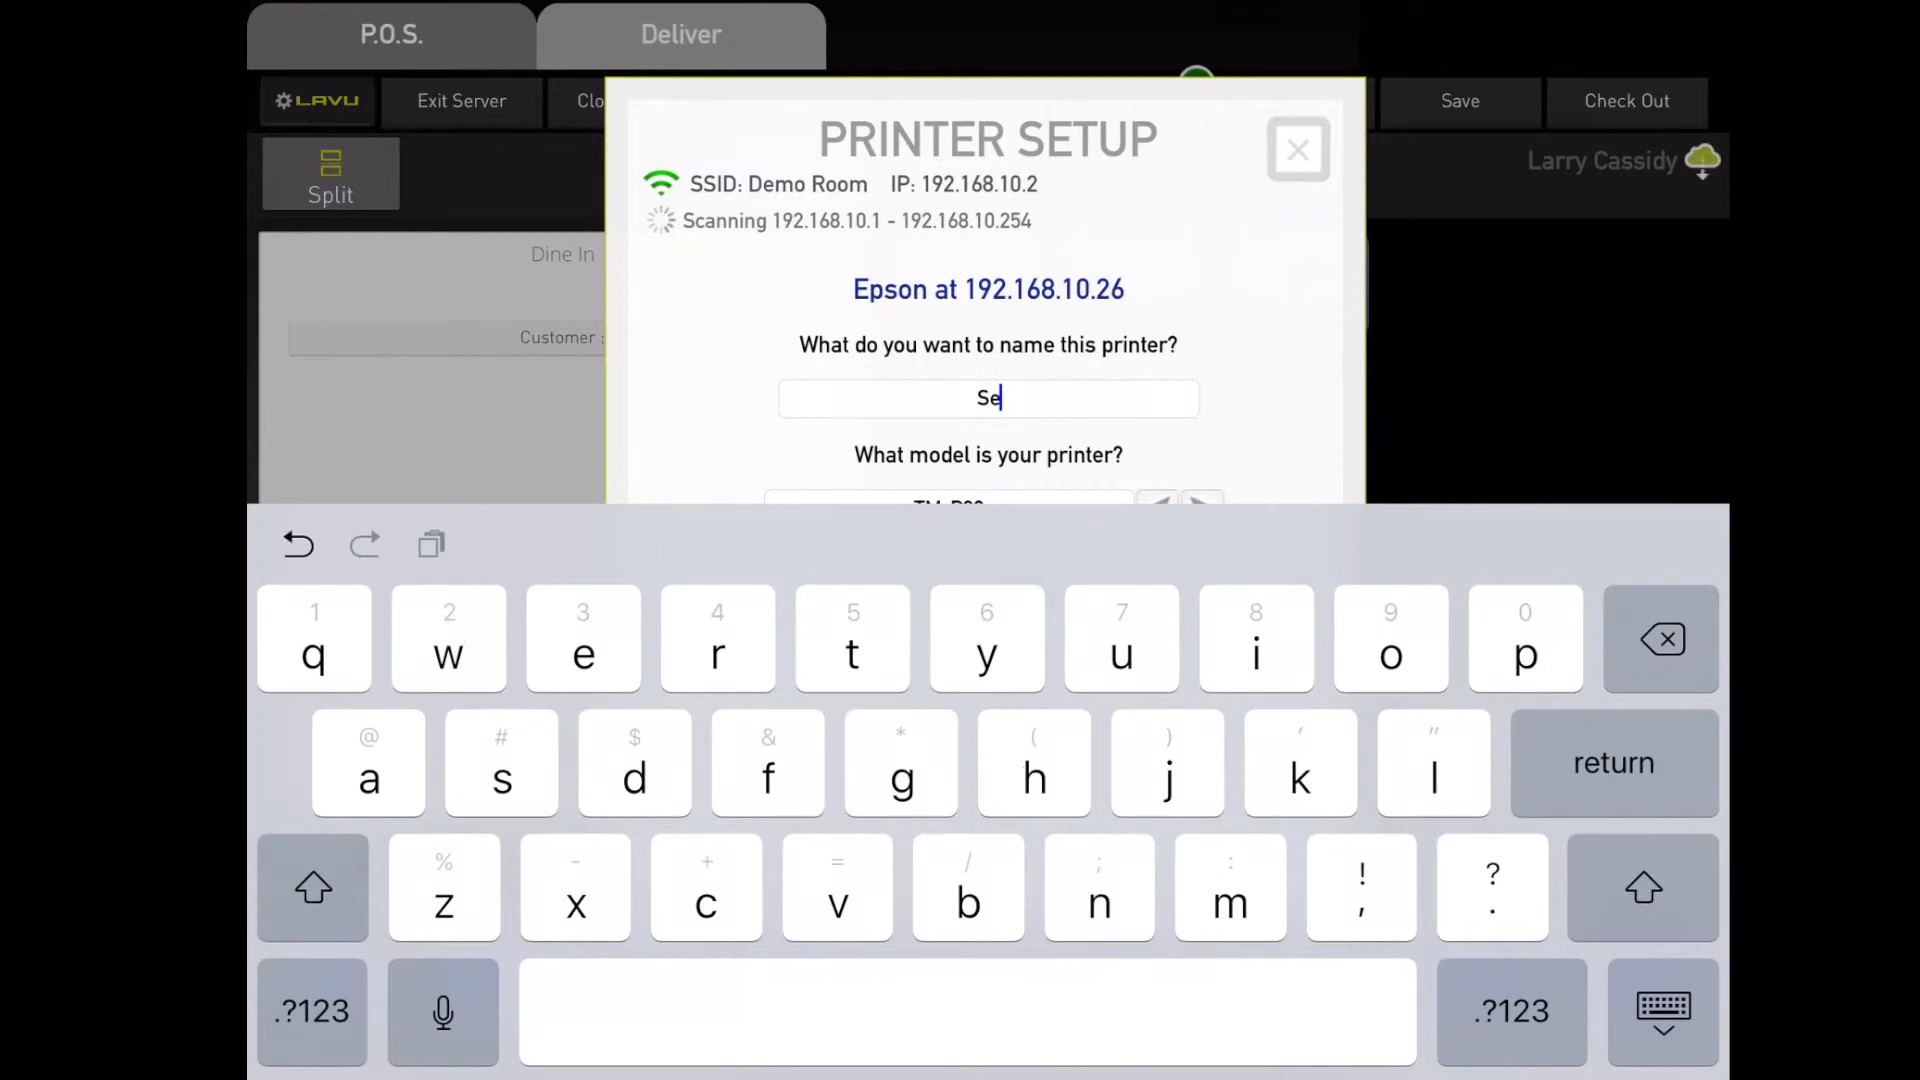 P.O.S.
Deliver
LAVU
Exit Server
Clo
Save
Check Out
Split
Larry Cassidy
Dine In
Customer :
PRINTER SETUP
SSID: Demo Room IP: 192.168.10.2
Scanning 192.168.10.1 - 192.168.10.254
Epson at 192.168.10.26
What do you want to name this printer?
Se
What model is your printer?
1 2 3 4 5 6 7 8 9 0
q w e r t y u i o p
@ # $ & * ( ) ' "
a s d f g h j k l return
% - + = / ; : ! ?
z x c v b n m , .
.?123 .?123